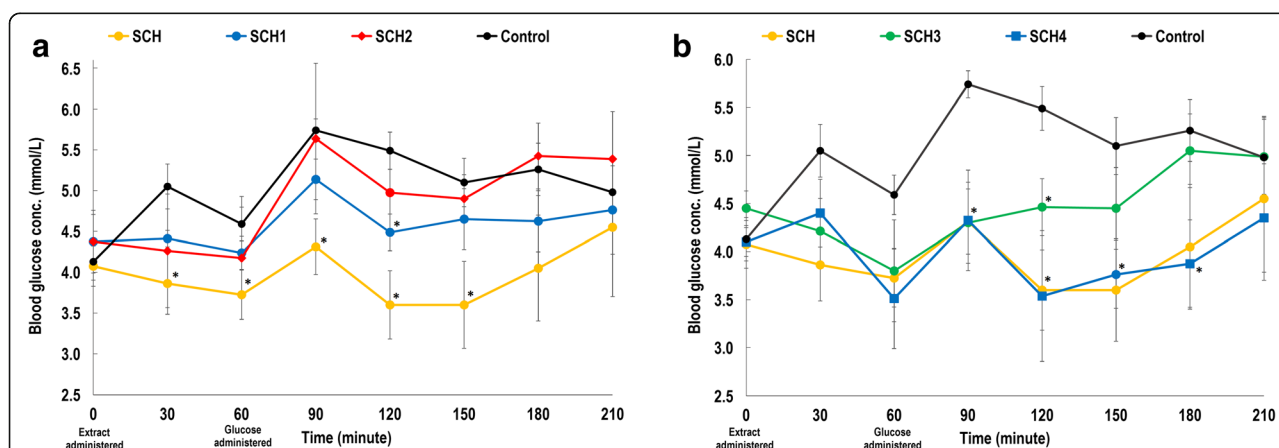 a
SCH SCH1 SCH2 Control
Blood glucose conc. (mmol/L)
6.5
6.0
5.5
5.0
4.5
4.0
3.5
3.0
2.5
* * * * * *
0 30 60 90 120 150 180 210
Extract administered
Glucose administered
Time (minute)
b
SCH SCH3 SCH4 Control
Blood glucose conc. (mmol/L)
6.0
5.5
5.0
4.5
4.0
3.5
3.0
2.5
* * * * *
0 30 60 90 120 150 180 210
Extract administered
Glucose administered
Time (minute)